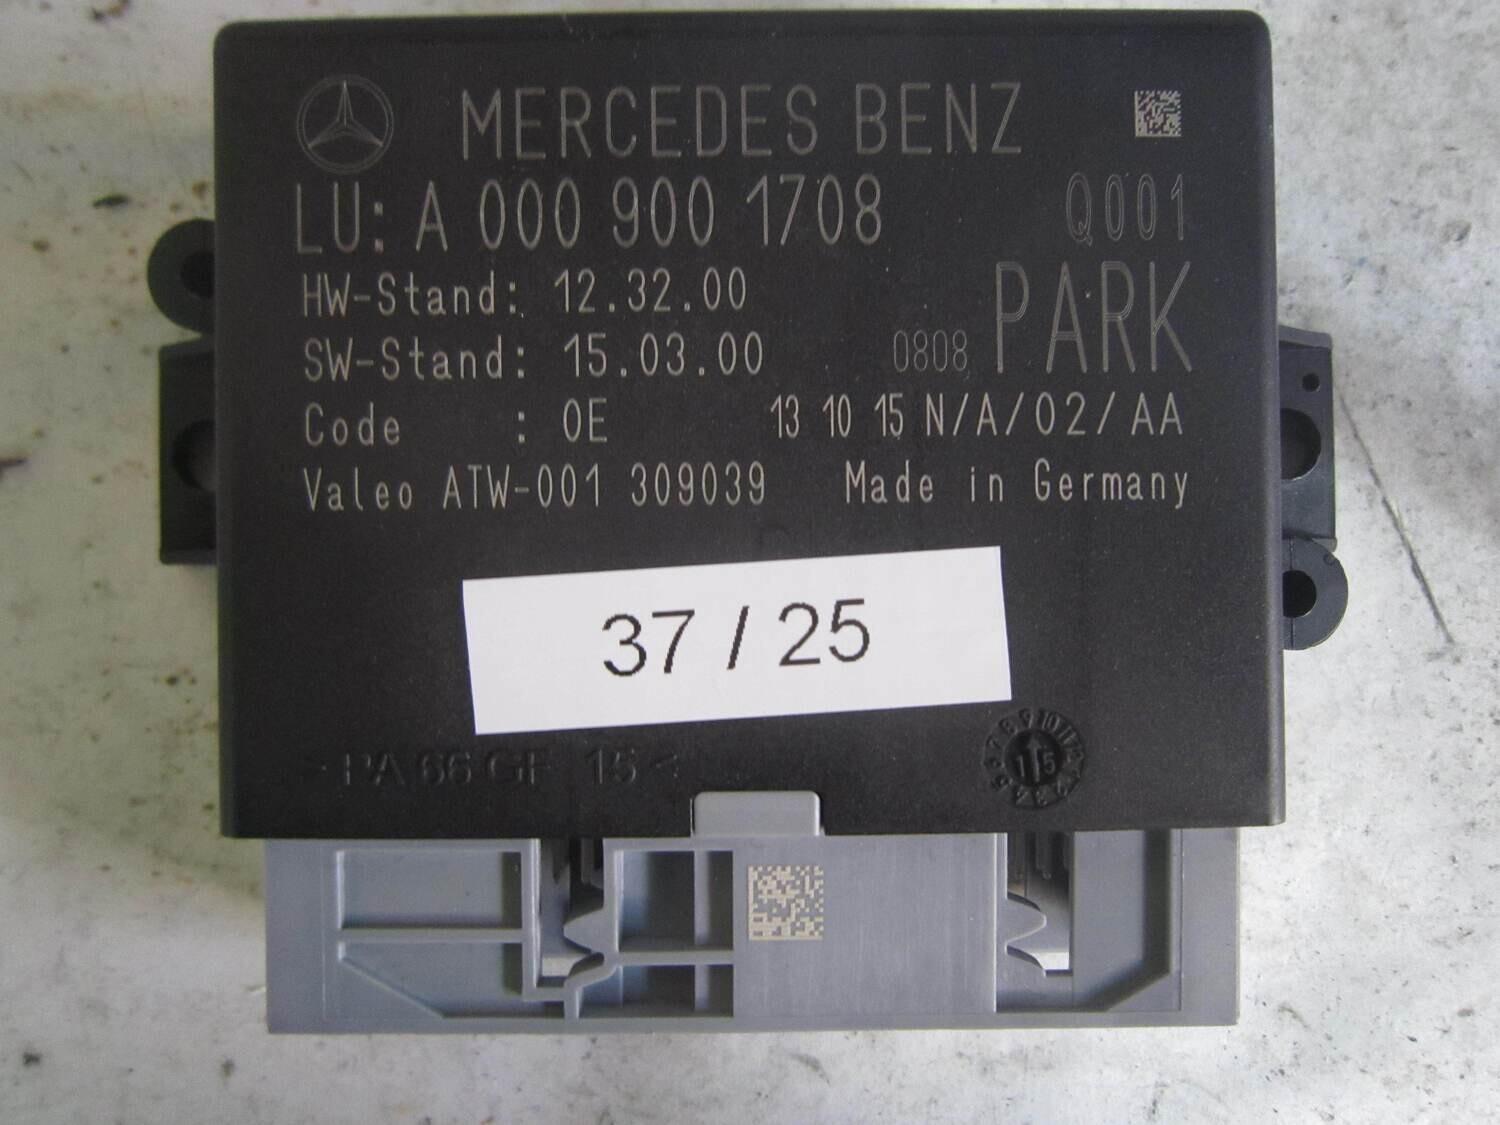 MERCEDES BENZ
LU: A 000 900 1708 Q001
HW-Stand: 12.32.00
SW-Stand: 15.03.00 0808 PARK
Code : 0E 13 10 15 N/A/02/AA
Valeo ATW-001 309039 Made in Germany
37 / 25
>PA 66 GF 15<
15